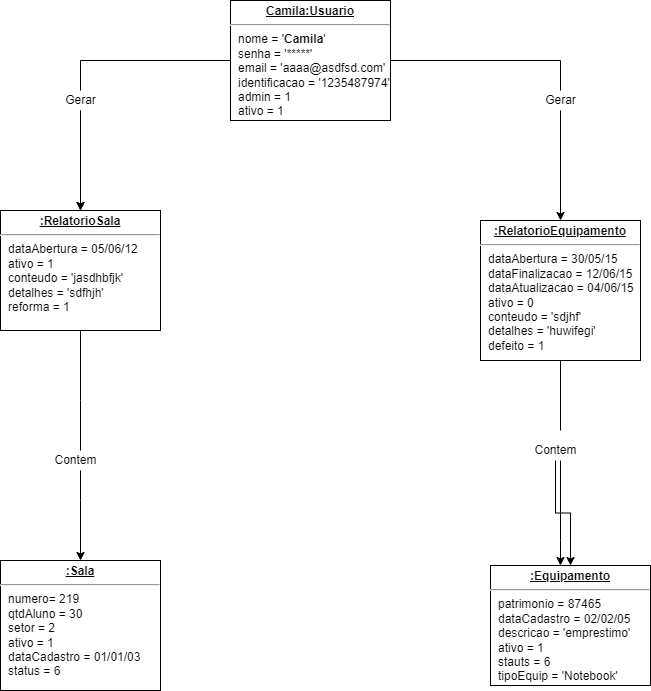 Camila:Usuario
nome = 'Camila'
senha = '*****'
email = 'aaaa@asdfsd.com'
identificacao = '1235487974'
admin = 1
ativo = 1
Gerar
Gerar
:RelatorioSala
dataAbertura = 05/06/12
ativo = 1
conteudo = 'jasdhbfjk'
detalhes = 'sdfhjh'
reforma = 1
:RelatorioEquipamento
dataAbertura = 30/05/15
dataFinalizacao = 12/06/15
dataAtualizacao = 04/06/15
ativo = 0
conteudo = 'sdjhf'
detalhes = 'huwifegi'
defeito = 1
Contem
Contem
:Sala
numero= 219
qtdAluno = 30
setor = 2
ativo = 1
dataCadastro = 01/01/03
status = 6
:Equipamento
patrimonio = 87465
dataCadastro = 02/02/05
descricao = 'emprestimo'
ativo = 1
stauts = 6
tipoEquip = 'Notebook'